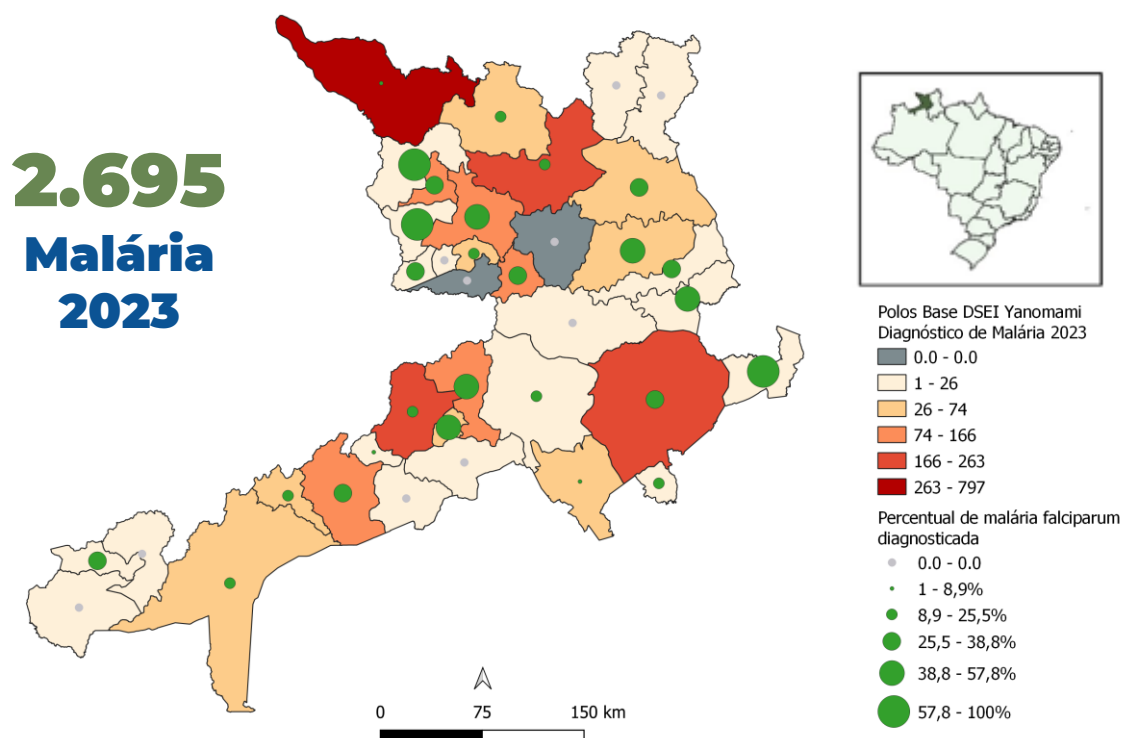 2.695
Malária
2023
Polos Base DSEI Yanomami
Diagnóstico de Malária 2023
0.0 - 0.0
1 - 26
26 - 74
74 - 166
166 - 263
263 - 797
Percentual de malária falciparum
diagnosticada
0.0 - 0.0
1 - 8,9%
8,9 - 25,5%
25,5 - 38,8%
38,8 - 57,8%
57,8 - 100%
0 75 150 km